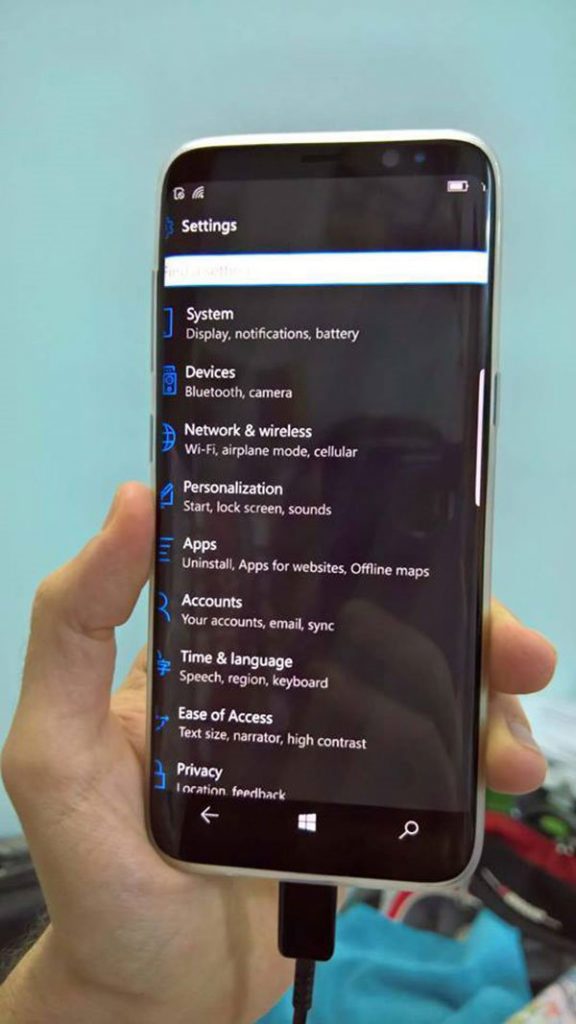 Settings
Find a setting
System
Display, notifications, battery
Devices
Bluetooth, camera
Network & wireless
Wi-Fi, airplane mode, cellular
Personalization
Start, lock screen, sounds
Apps
Uninstall, Apps for websites, Offline maps
Accounts
Your accounts, email, sync
Time & language
Speech, region, keyboard
Ease of Access
Text size, narrator, high contrast
Privacy
Location, feedback